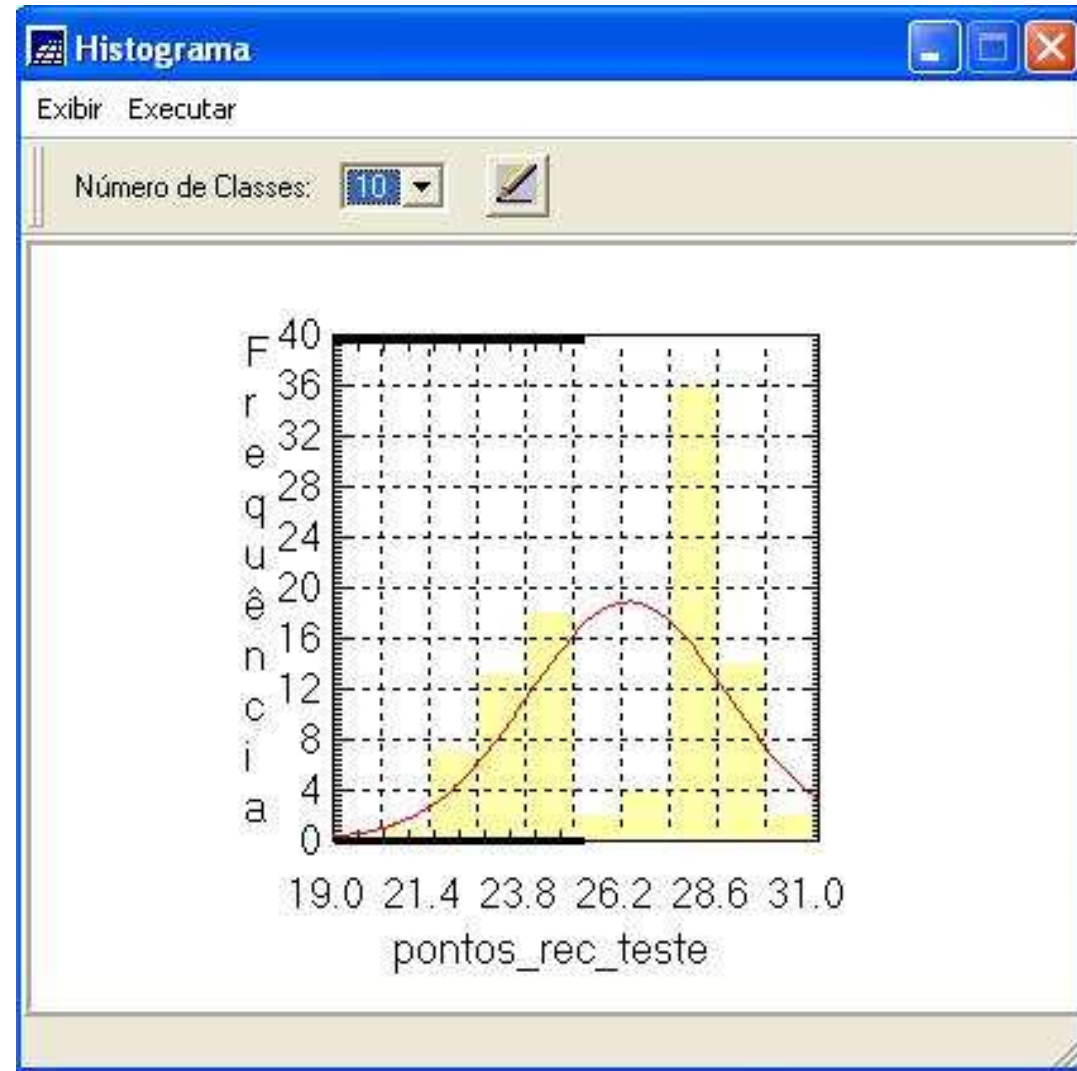 Histograma
Exibir Executar
Número de Classes: 10
Frequência
40
36
32
28
24
20
16
12
8
4
0
19.0 21.4 23.8 26.2 28.6 31.0
pontos_rec_teste